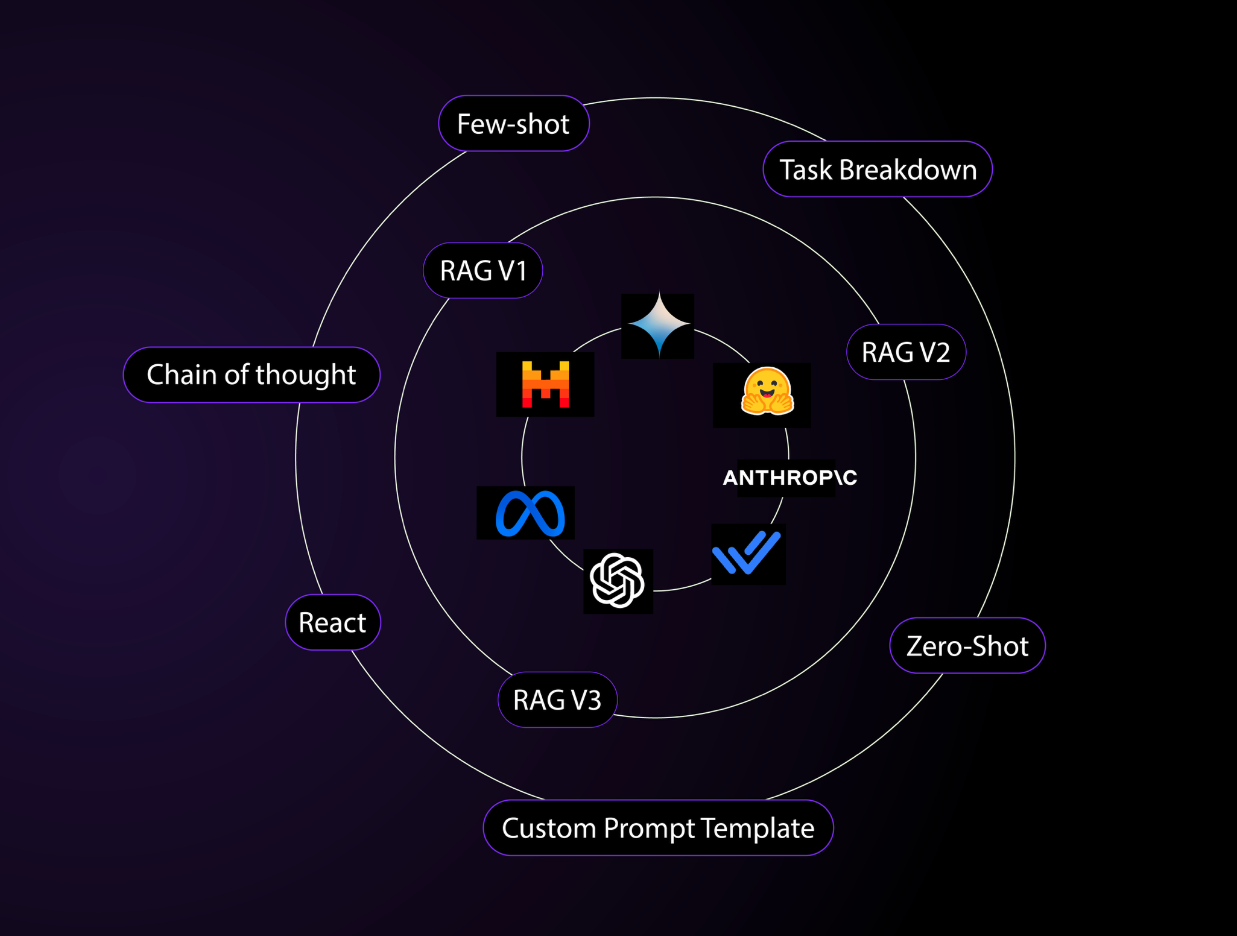 Few-shot
Task Breakdown
RAG V1
RAG V2
Chain of thought
ANTHROP\C
React
Zero-Shot
RAG V3
Custom Prompt Template